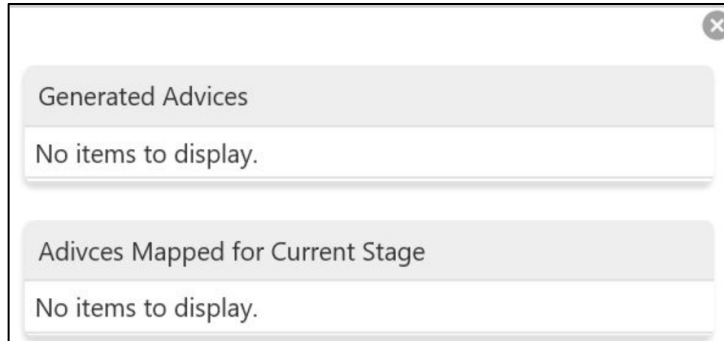 Generated Advices
No items to display.
Adivces Mapped for Current Stage
No items to display.